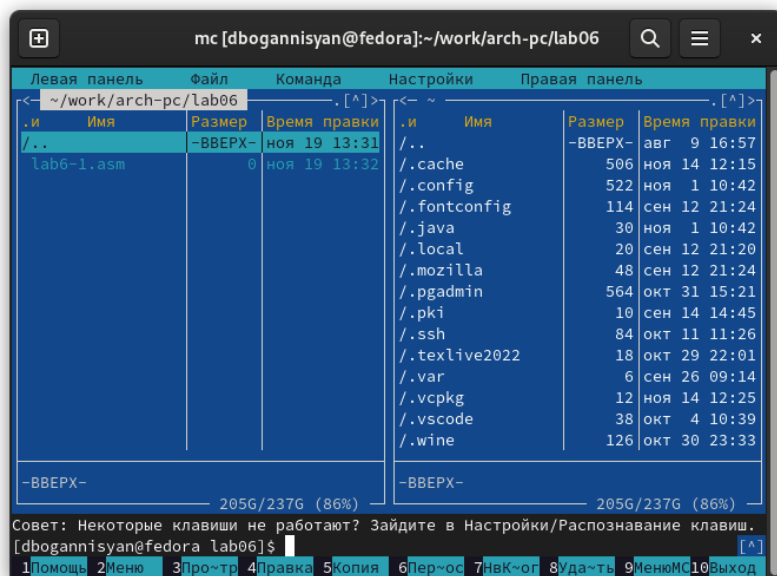 mc [dbogannisyan@fedora]:~/work/arch-pc/lab06
Левая панель Файл Команда Настройки Правая панель
<— ~/work/arch-pc/lab06 .[^]> <— ~ .[^]>
.и Имя Размер Время правки .и Имя Размер Время правки
/.. -ВВЕРХ- ноя 19 13:31 /.. -ВВЕРХ- авг 9 16:57
lab6-1.asm 0 ноя 19 13:32 /.cache 506 ноя 14 12:15
/.config 522 ноя 1 10:42
/.fontconfig 114 сен 12 21:24
/.java 30 ноя 1 10:42
/.local 20 сен 12 21:20
/.mozilla 48 сен 12 21:24
/.pgadmin 564 окт 31 15:21
/.pki 10 сен 14 14:45
/.ssh 84 окт 11 11:26
/.texlive2022 18 окт 29 22:01
/.var 6 сен 26 09:14
/.vcpkg 12 ноя 14 12:25
/.vscode 38 окт 4 10:39
/.wine 126 окт 30 23:33
-ВВЕРХ- -ВВЕРХ-
205G/237G (86%) 205G/237G (86%)
Совет: Некоторые клавиши не работают? Зайдите в Настройки/Распознавание клавиш.
[dbogannisyan@fedora lab06]$ [^]
1Помощь 2Меню 3Про~тр 4Правка 5Копия 6Пер~ос 7НвК~ог 8Уда~ть 9МенюМС 10Выход